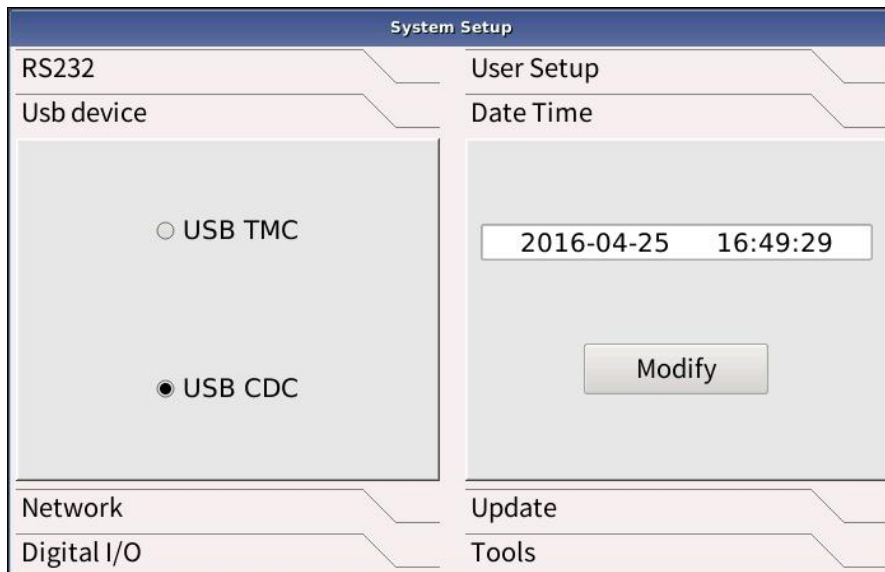 System Setup
RS232
Usb device
USB TMC
USB CDC
Network
Digital I/O
User Setup
Date Time
2016-04-25 16:49:29
Modify
Update
Tools